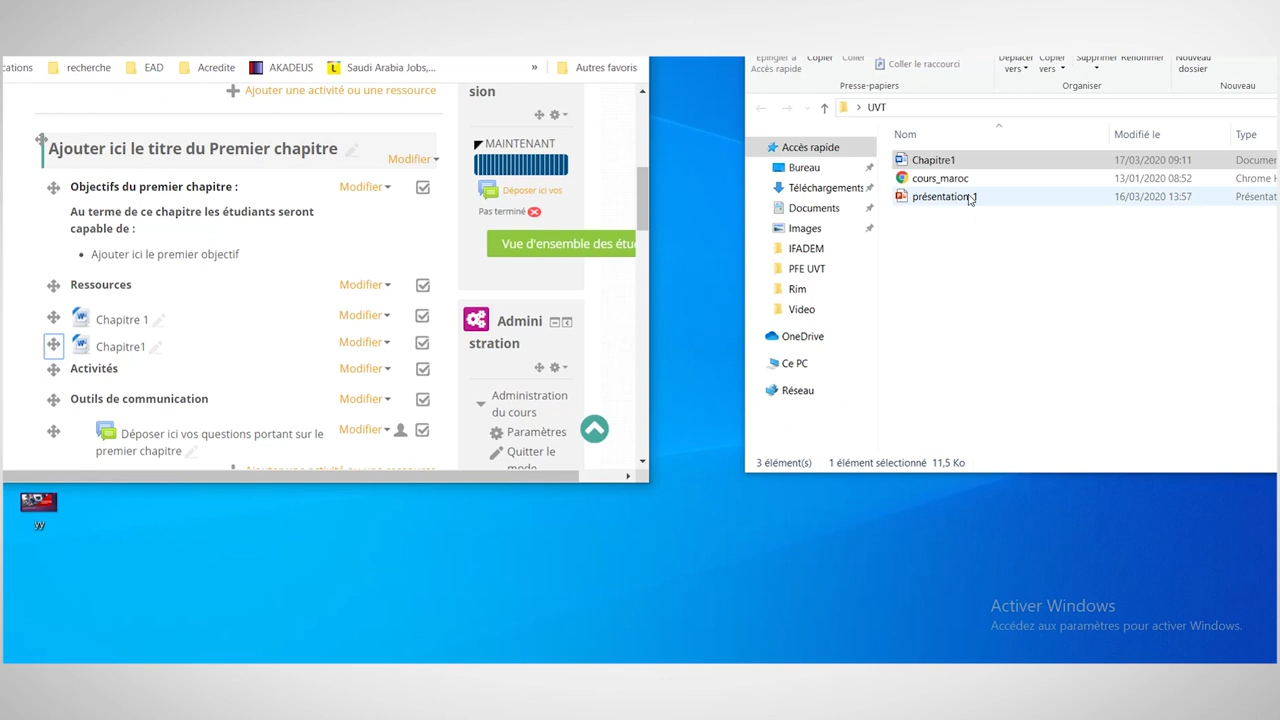 cations
recherche
EAD
Acredite
AKADEUS
Saudi Arabia Jobs,...
»
Autres favoris
Ajouter une activité ou une ressource
Ajouter ici le titre du Premier chapitre
Modifier
Objectifs du premier chapitre :
Modifier
Au terme de ce chapitre les étudiants seront
capable de :
Ajouter ici le premier objectif
Ressources
Modifier
Chapitre 1
Modifier
Chapitre1
Modifier
Activités
Modifier
Outils de communication
Modifier
Déposer ici vos questions portant sur le
premier chapitre
Modifier
Ajouter une activité ou une ressource
sion
MAINTENANT
Déposer ici vos
Pas terminé
Vue d'ensemble des étu
Admini
stration
Administration
du cours
Paramètres
Quitter le
mode
Épingler à
Accès rapide
Copier
Coller
Coller le raccourci
Presse-papiers
Déplacer
vers
Copier
vers
Supprimer
Renommer
Organiser
Nouveau
dossier
Nouveau
UVT
Nom
Modifié le
Type
Chapitre1
17/03/2020 09:11
Documer
cours_maroc
13/01/2020 08:52
Chrome H
présentation 1
16/03/2020 13:57
Présentat
Accès rapide
Bureau
Téléchargements
Documents
Images
IFADEM
PFE UVT
Rim
Video
OneDrive
Ce PC
Réseau
3 élément(s)
1 élément sélectionné 11,5 Ko
yy
Activer Windows
Accédez aux paramètres pour activer Windows.